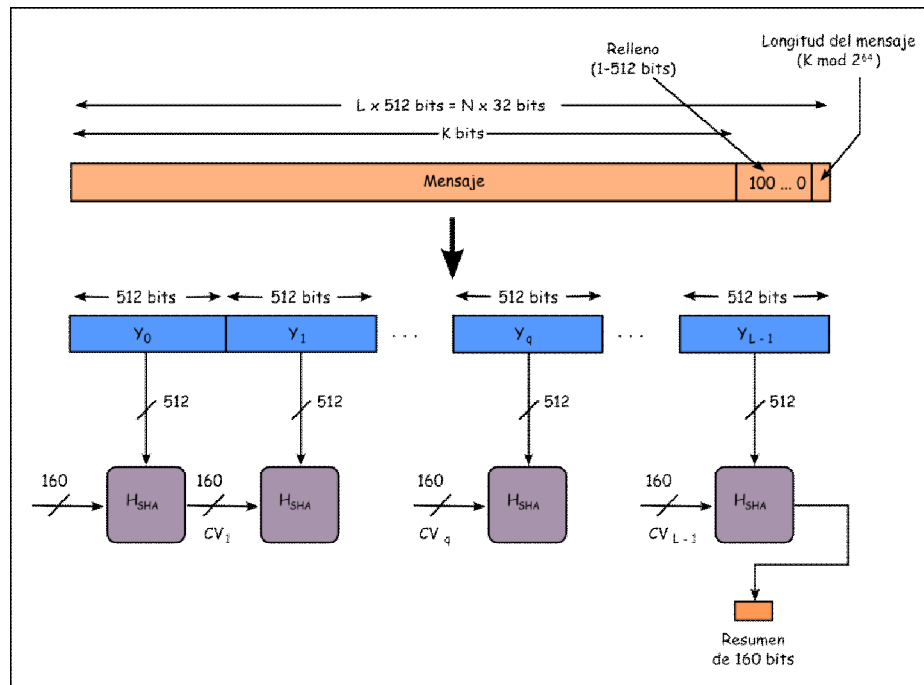 Relleno
(1-512 bits)
Longitud del mensaje
(K mod 2⁶⁴)
L x 512 bits = N x 32 bits
K bits
Mensaje
100 ... 0
512 bits
512 bits
512 bits
512 bits
Y₀
Y₁
. . .
Y_q
. . .
Y_{L-1}
512
512
512
512
160
H_SHA
160
CV₁
H_SHA
160
CV_q
H_SHA
160
CV_{L-1}
H_SHA
Resumen
de 160 bits